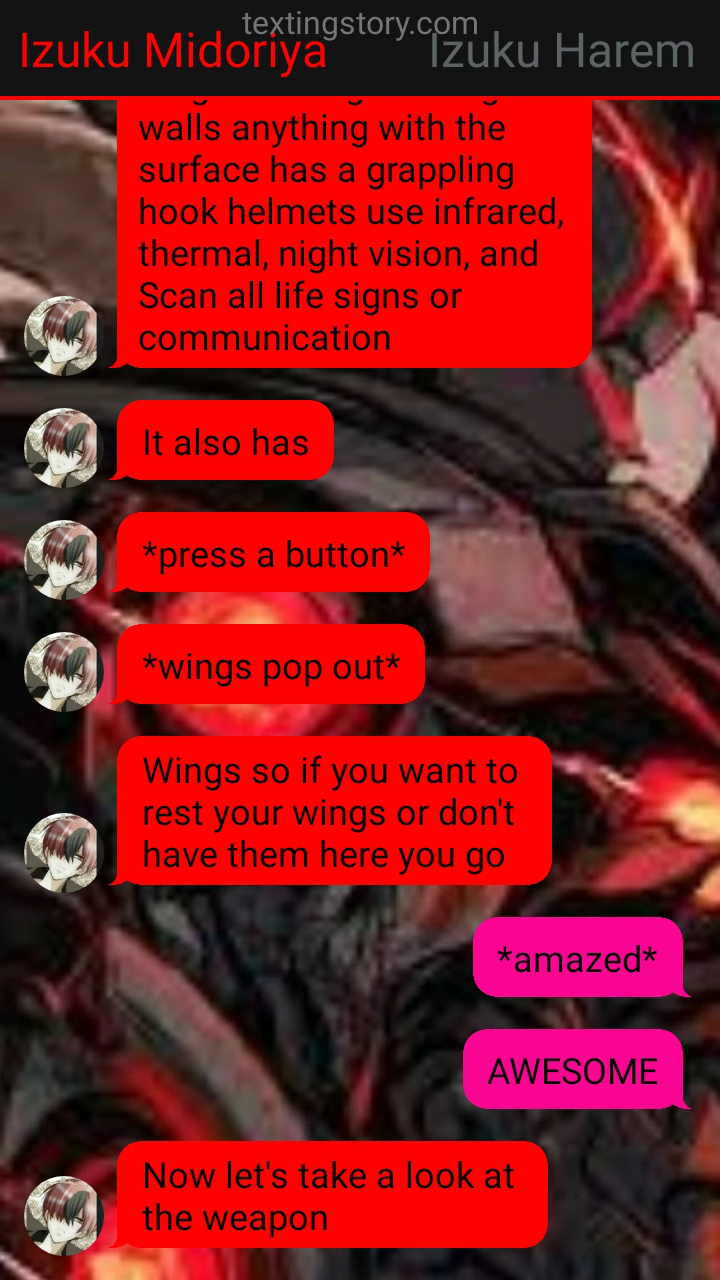 textingstory.com
Izuku Midoriya
Izuku Harem
walls anything with the
surface has a grappling
hook helmets use infrared,
thermal, night vision, and
Scan all life signs or
communication
It also has
*press a button*
*wings pop out*
Wings so if you want to
rest your wings or don't
have them here you go
*amazed*
AWESOME
Now let's take a look at
the weapon